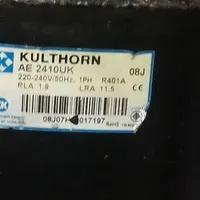 KULTHORN
AE 2410UK 08J
220-240V/50Hz. 1PH R401A
RLA: 1.9 LRA: 11.5 CE
08J07H 017197